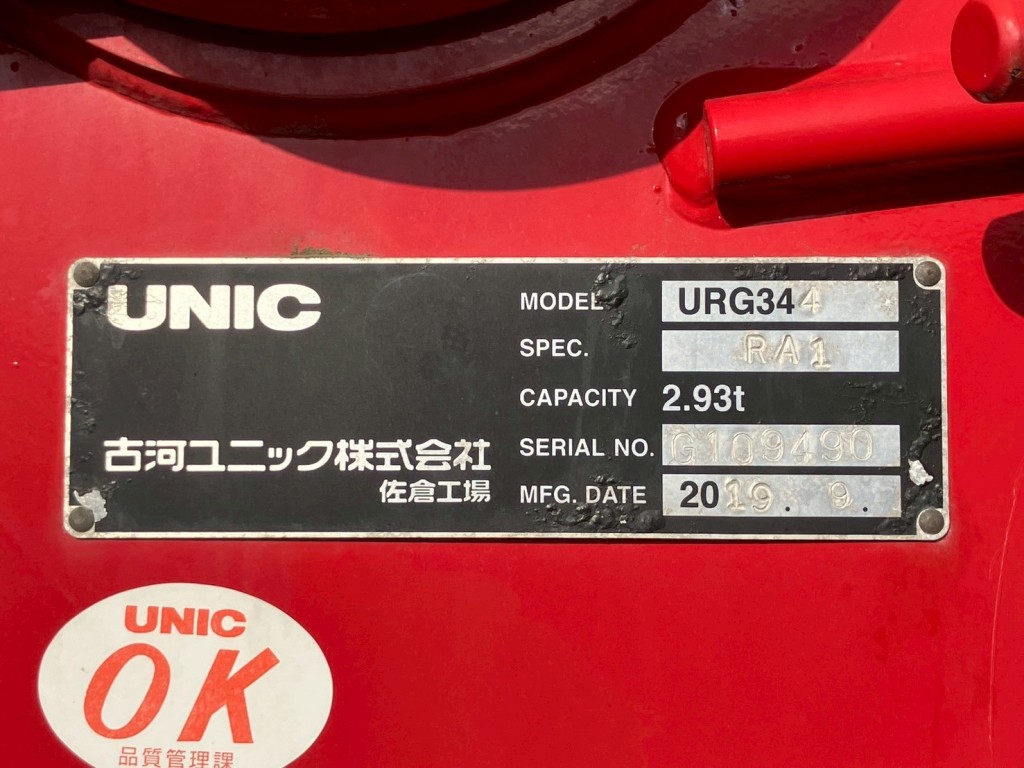 UNIC
MODEL URG344
SPEC. RA1
CAPACITY 2.93t
SERIAL NO. G109490
MFG. DATE 2019. 9.
古河ユニック株式会社
佐倉工場
UNIC
OK
品質管理課